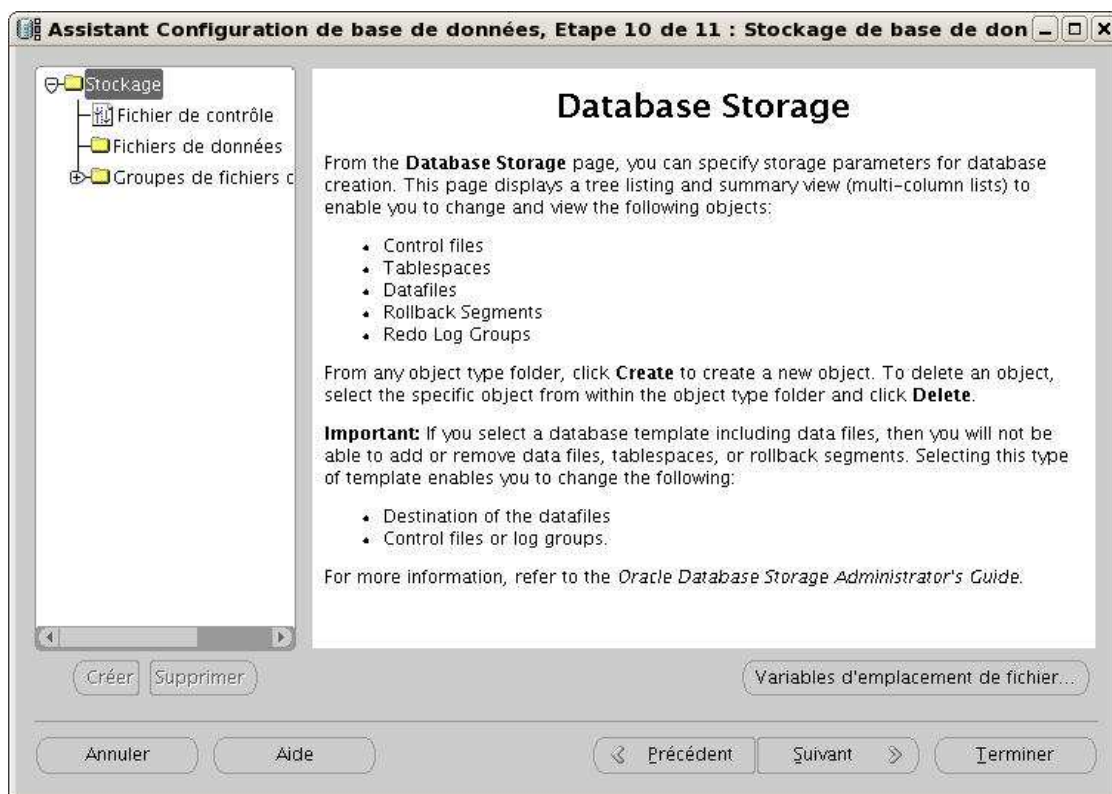 Assistant Configuration de base de données, Etape 10 de 11 : Stockage de base de don
Stockage
Fichier de contrôle
Fichiers de données
Groupes de fichiers c
Database Storage
From the Database Storage page, you can specify storage parameters for database
creation. This page displays a tree listing and summary view (multi-column lists) to
enable you to change and view the following objects:
• Control files
• Tablespaces
• Datafiles
• Rollback Segments
• Redo Log Groups
From any object type folder, click Create to create a new object. To delete an object,
select the specific object from within the object type folder and click Delete.
Important: If you select a database template including data files, then you will not be
able to add or remove data files, tablespaces, or rollback segments. Selecting this type
of template enables you to change the following:
• Destination of the datafiles
• Control files or log groups.
For more information, refer to the Oracle Database Storage Administrator's Guide.
Créer Supprimer
Variables d'emplacement de fichier...
Annuler Aide Précédent Suivant Terminer